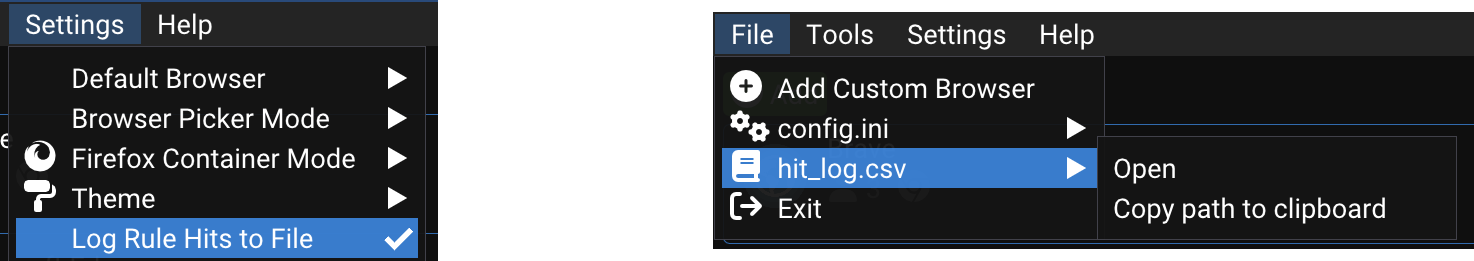 Settings Help
Default Browser
Browser Picker Mode
Firefox Container Mode
Theme
Log Rule Hits to File
File Tools Settings Help
Add Custom Browser
config.ini
hit_log.csv
Open
Exit
Copy path to clipboard